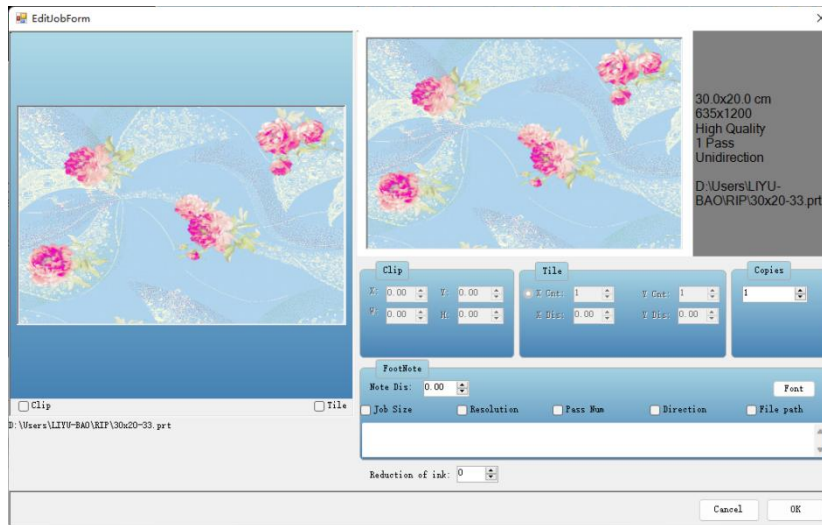 EditJobForm
30.0x20.0 cm
635x1200
High Quality
1 Pass
Unidirection
D:\Users\LIYU-
BAO\RIP\30x20-33.prt
Clip
X: 0.00 Y: 0.00
W: 0.00 H: 0.00
Tile
X Cnt: 1 Y Cnt: 1
X Dis: 0.00 Y Dis: 0.00
Copies
1
Clip Tile
D:\Users\LIYU-BAO\RIP\30x20-33.prt
FootNote
Note Dis: 0.00 Font
Job Size Resolution Pass Num Direction File path
Reduction of ink: 0
Cancel OK